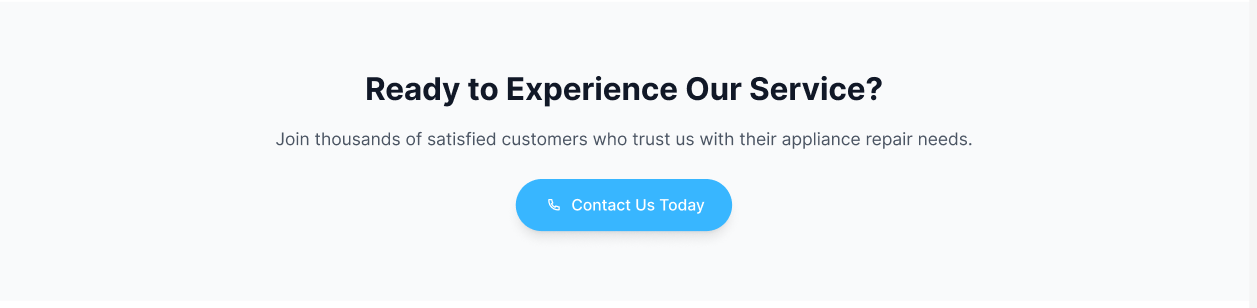 Ready to Experience Our Service?
Join thousands of satisfied customers who trust us with their appliance repair needs.
Contact Us Today